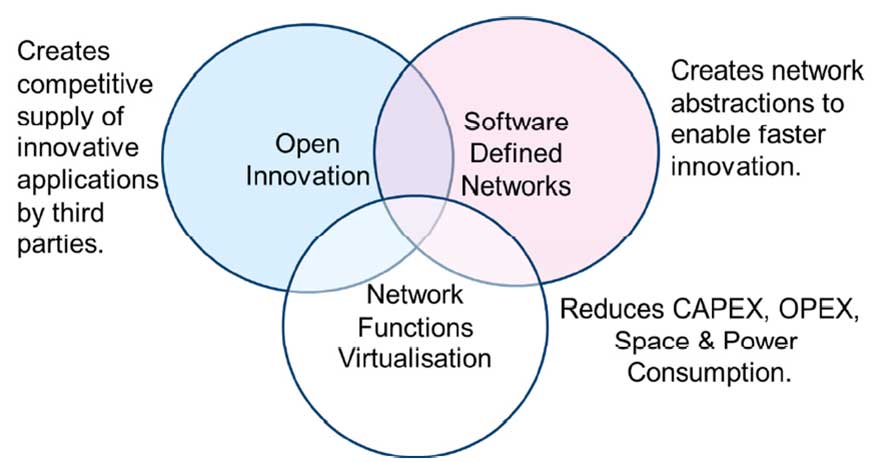 Creates
competitive
supply of
innovative
applications
by third
parties.
Open
Innovation
Software
Defined
Networks
Creates network
abstractions to
enable faster
innovation.
Network
Functions
Virtualisation
Reduces CAPEX, OPEX,
Space & Power
Consumption.